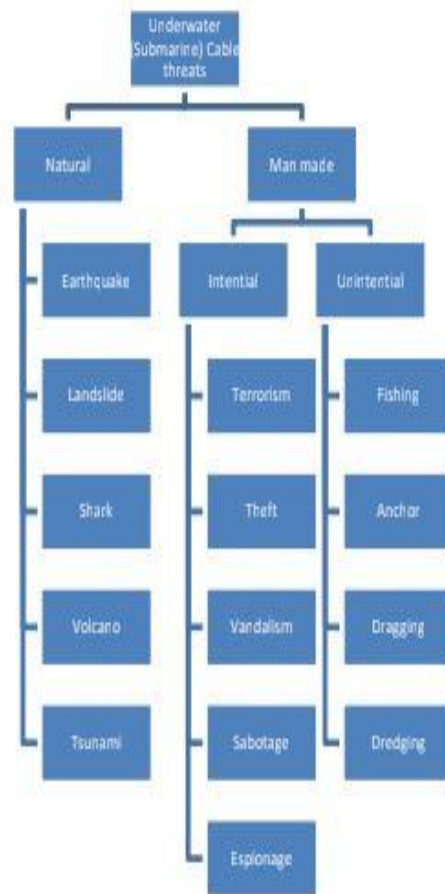 Underwater
(Submarine) Cable
threats
Natural
Man made
Earthquake
Landslide
Shark
Volcano
Tsunami
Intential
Terrorism
Theft
Vandalism
Sabotage
Espionage
Unintential
Fishing
Anchor
Dragging
Dredging